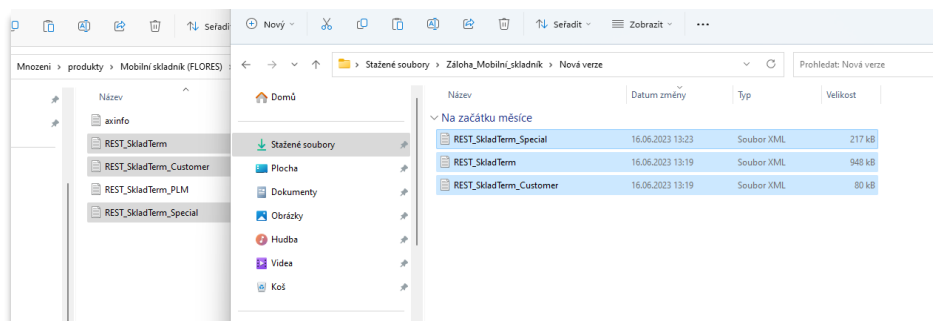 Seřadi
Mnozeni > produkty > Mobilní skladník (FLORES) >
Název
axinfo
REST_SkladTerm
REST_SkladTerm_Customer
REST_SkladTerm_PLM
REST_SkladTerm_Special
Nový
Seřadit
Zobrazit
Stažené soubory > Záloha_Mobilní_skladník > Nová verze
Prohledat: Nová verze
Domů
Stažené soubory
Plocha
Dokumenty
Obrázky
Hudba
Videa
Koš
Název Datum změny Typ Velikost
Na začátku měsíce
REST_SkladTerm_Special 16.06.2023 13:23 Soubor XML 217 kB
REST_SkladTerm 16.06.2023 13:19 Soubor XML 948 kB
REST_SkladTerm_Customer 16.06.2023 13:19 Soubor XML 80 kB